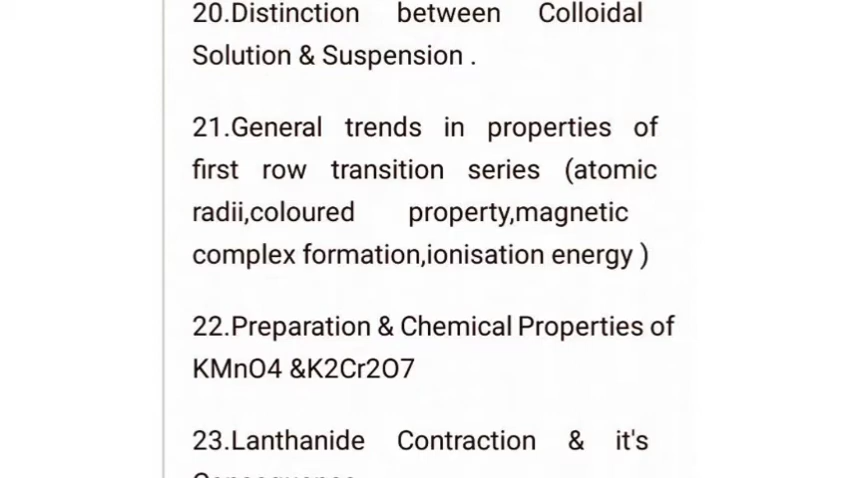 20.Distinction between Colloidal
Solution & Suspension .
21.General trends in properties of
first row transition series (atomic
radii,coloured property,magnetic
complex formation,ionisation energy )
22.Preparation & Chemical Properties of
KMnO4 &K2Cr2O7
23.Lanthanide Contraction & it's